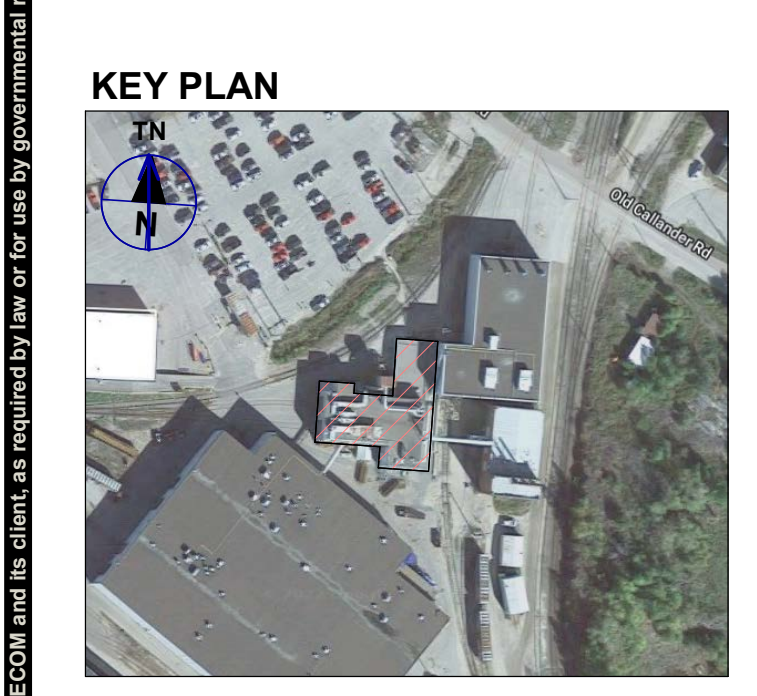 ECOM and its client, as required by law or for use by governmental r
KEY PLAN
TN
N
Old Callander Rd